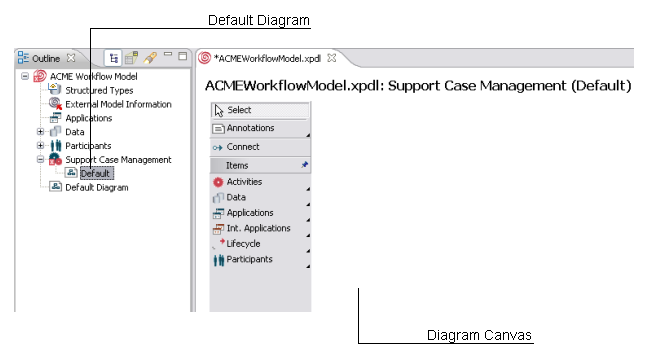 Default Diagram
Outline
*ACMEWorkflowModel.xpdl
ACME Workflow Model
Structured Types
External Model Information
Applications
Data
Participants
Support Case Management
Default
Default Diagram
ACMEWorkflowModel.xpdl: Support Case Management (Default)
Select
Annotations
Connect
Items
Activities
Data
Applications
Int. Applications
Lifecycle
Participants
Diagram Canvas